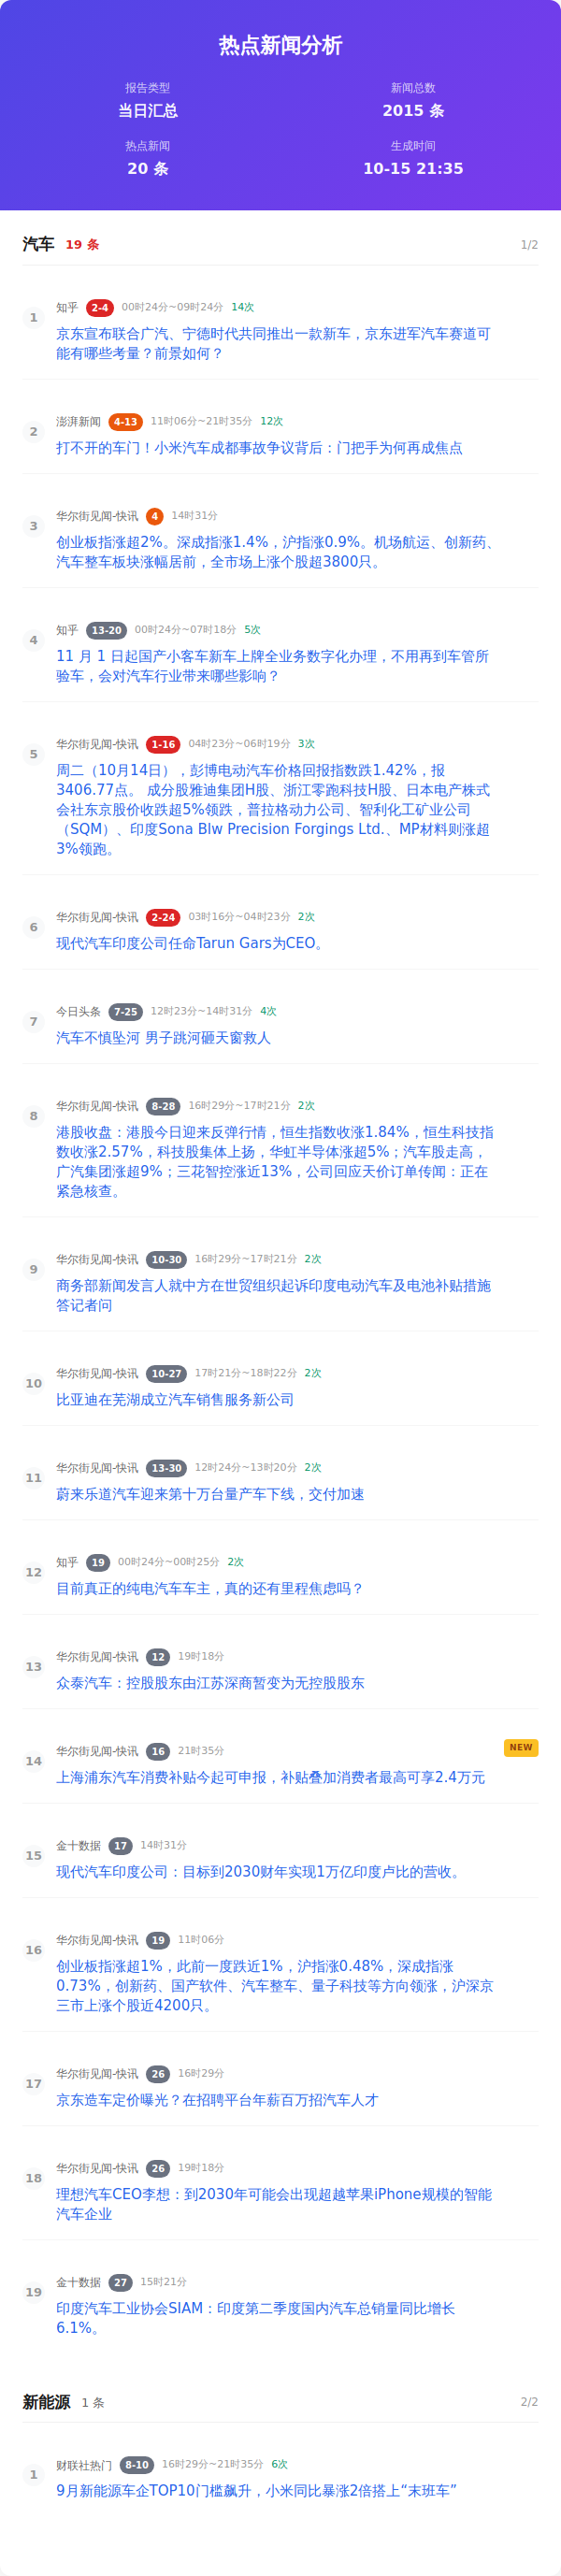 热点新闻分析
报告类型
新闻总数
当日汇总
2015 条
热点新闻
生成时间
20 条
10-15 21:35
汽车 19 条 1/2
1
知乎 2-4 00时24分~09时24分 14次
京东宣布联合广汽、宁德时代共同推出一款新车，京东进军汽车赛道可
能有哪些考量？前景如何？
2
澎湃新闻 4-13 11时06分~21时35分 12次
打不开的车门！小米汽车成都事故争议背后：门把手为何再成焦点
3
华尔街见闻-快讯 4 14时31分
创业板指涨超2%。深成指涨1.4%，沪指涨0.9%。机场航运、创新药、
汽车整车板块涨幅居前，全市场上涨个股超3800只。
4
知乎 13-20 00时24分~07时18分 5次
11 月 1 日起国产小客车新车上牌全业务数字化办理，不用再到车管所
验车，会对汽车行业带来哪些影响？
5
华尔街见闻-快讯 1-16 04时23分~06时19分 3次
周二（10月14日），彭博电动汽车价格回报指数跌1.42%，报
3406.77点。 成分股雅迪集团H股、浙江零跑科技H股、日本电产株式
会社东京股价收跌超5%领跌，普拉格动力公司、智利化工矿业公司
（SQM）、印度Sona Blw Precision Forgings Ltd.、MP材料则涨超
3%领跑。
6
华尔街见闻-快讯 2-24 03时16分~04时23分 2次
现代汽车印度公司任命Tarun Gars为CEO。
7
今日头条 7-25 12时23分~14时31分 4次
汽车不慎坠河 男子跳河砸天窗救人
8
华尔街见闻-快讯 8-28 16时29分~17时21分 2次
港股收盘：港股今日迎来反弹行情，恒生指数收涨1.84%，恒生科技指
数收涨2.57%，科技股集体上扬，华虹半导体涨超5%；汽车股走高，
广汽集团涨超9%；三花智控涨近13%，公司回应天价订单传闻：正在
紧急核查。
9
华尔街见闻-快讯 10-30 16时29分~17时21分 2次
商务部新闻发言人就中方在世贸组织起诉印度电动汽车及电池补贴措施
答记者问
10
华尔街见闻-快讯 10-27 17时21分~18时22分 2次
比亚迪在芜湖成立汽车销售服务新公司
11
华尔街见闻-快讯 13-30 12时24分~13时20分 2次
蔚来乐道汽车迎来第十万台量产车下线，交付加速
12
知乎 19 00时24分~00时25分 2次
目前真正的纯电汽车车主，真的还有里程焦虑吗？
13
华尔街见闻-快讯 12 19时18分
众泰汽车：控股股东由江苏深商暂变为无控股股东
14
华尔街见闻-快讯 16 21时35分 NEW
上海浦东汽车消费补贴今起可申报，补贴叠加消费者最高可享2.4万元
15
金十数据 17 14时31分
现代汽车印度公司：目标到2030财年实现1万亿印度卢比的营收。
16
华尔街见闻-快讯 19 11时06分
创业板指涨超1%，此前一度跌近1%，沪指涨0.48%，深成指涨
0.73%，创新药、国产软件、汽车整车、量子科技等方向领涨，沪深京
三市上涨个股近4200只。
17
华尔街见闻-快讯 26 16时29分
京东造车定价曝光？在招聘平台年薪百万招汽车人才
18
华尔街见闻-快讯 26 19时18分
理想汽车CEO李想：到2030年可能会出现超越苹果iPhone规模的智能
汽车企业
19
金十数据 27 15时21分
印度汽车工业协会SIAM：印度第二季度国内汽车总销量同比增长
6.1%。
新能源 1 条 2/2
1
财联社热门 8-10 16时29分~21时35分 6次
9月新能源车企TOP10门槛飙升，小米同比暴涨2倍搭上“末班车”